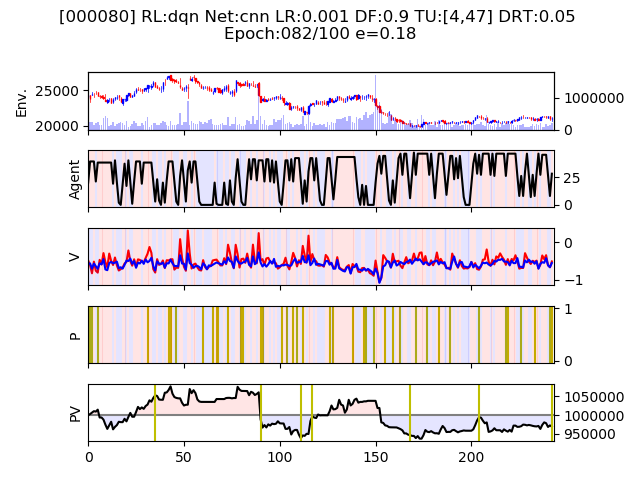 [000080] RL:dqn Net:cnn LR:0.001 DF:0.9 TU:[4,47] DRT:0.05
Epoch:082/100 e=0.18
Env.
25000
20000
1000000
0
Agent
25
0
V
0
−1
P
1
0
PV
1050000
1000000
950000
0
50
100
150
200